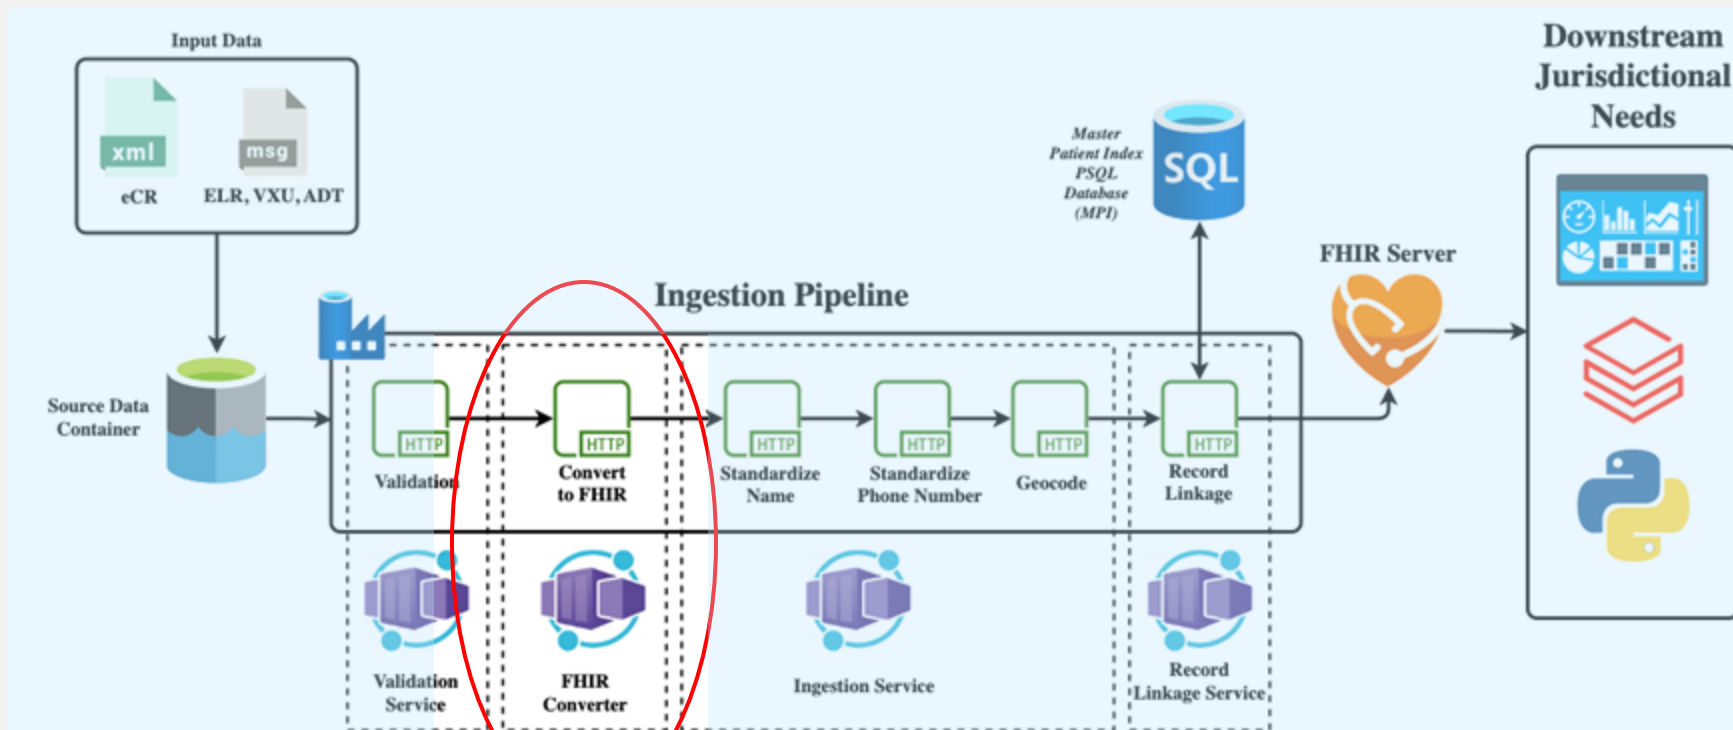 Input Data
xml
msg
eCR
ELR, VXU, ADT
Source Data
Container
Ingestion Pipeline
HTTP
Validation
HTTP
Convert
to FHIR
HTTP
Standardize
Name
HTTP
Standardize
Phone Number
HTTP
Geocode
HTTP
Record
Linkage
Validation
Service
FHIR
Converter
Ingestion Service
Record
Linkage Service
Master
Patient Index
PSQL
Database
(MPI)
SQL
FHIR Server
Downstream
Jurisdictional
Needs